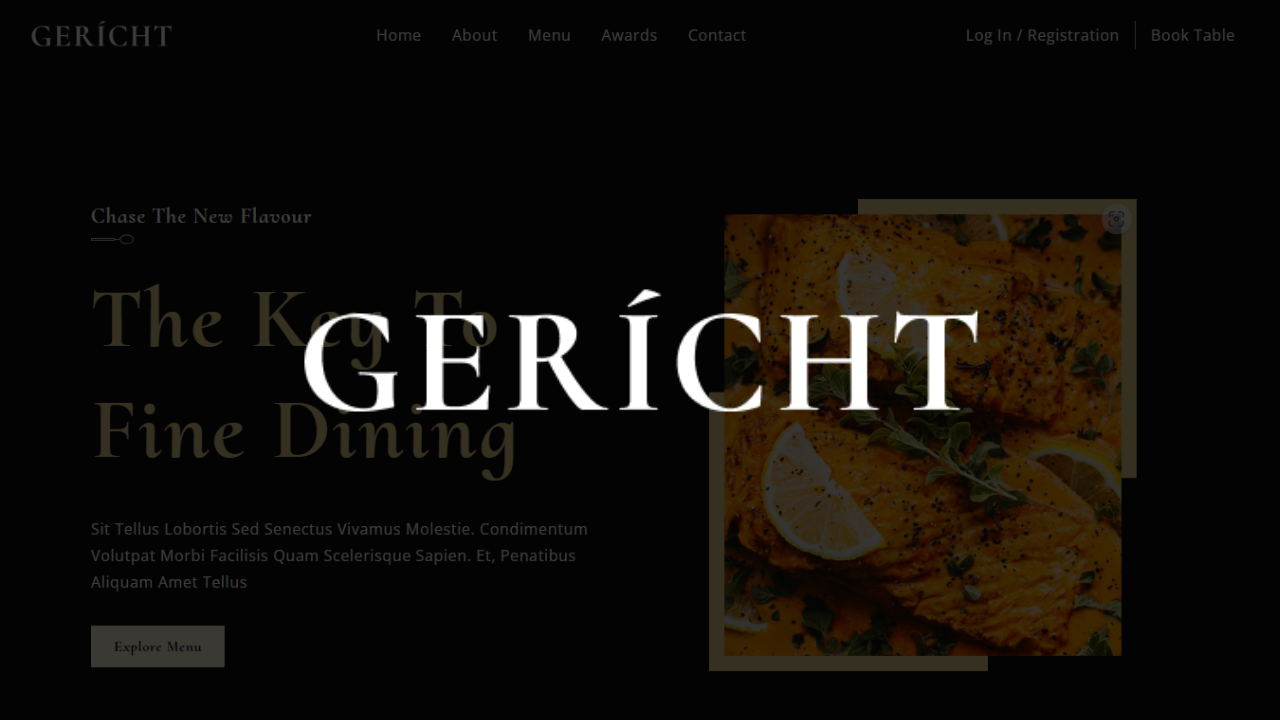 GERÍCHT
Home About Menu Awards Contact
Log In / Registration Book Table
Chase The New Flavour
The Key To
Fine Dining
GERÍCHT
Sit Tellus Lobortis Sed Senectus Vivamus Molestie. Condimentum
Volutpat Morbi Facilisis Quam Scelerisque Sapien. Et, Penatibus
Aliquam Amet Tellus
Explore Menu